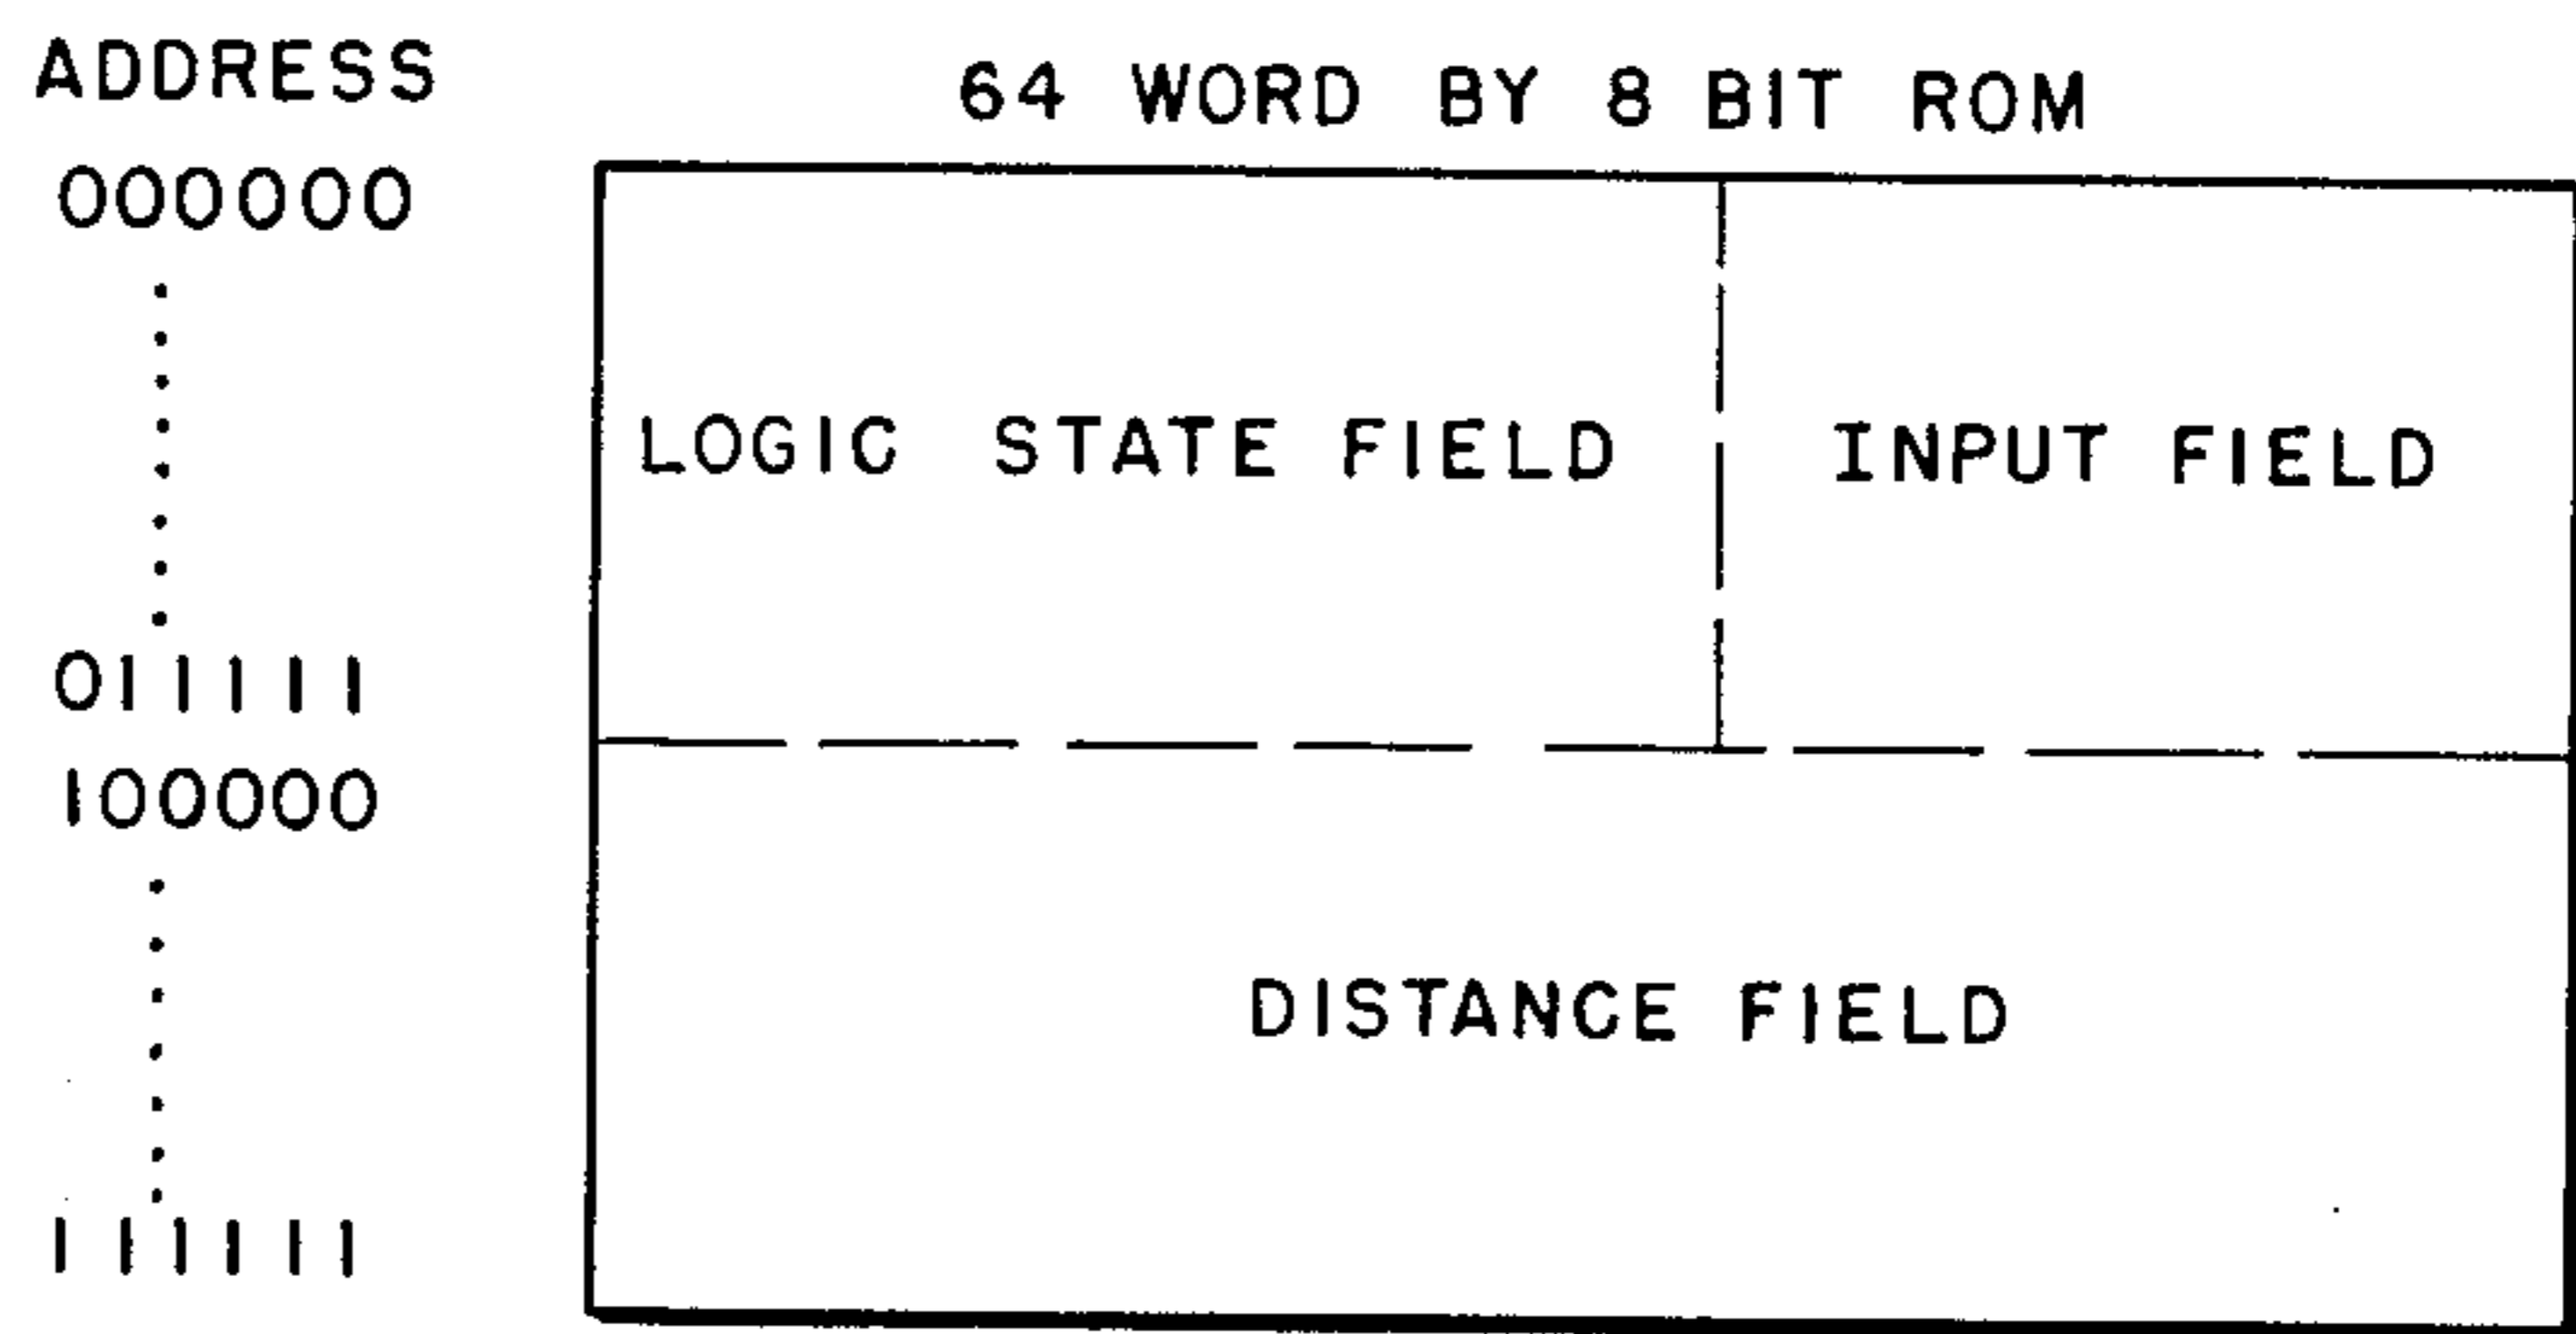 ADDRESS
64 WORD BY 8 BIT ROM
000000
LOGIC STATE FIELD
INPUT FIELD
011111
100000
DISTANCE FIELD
111111